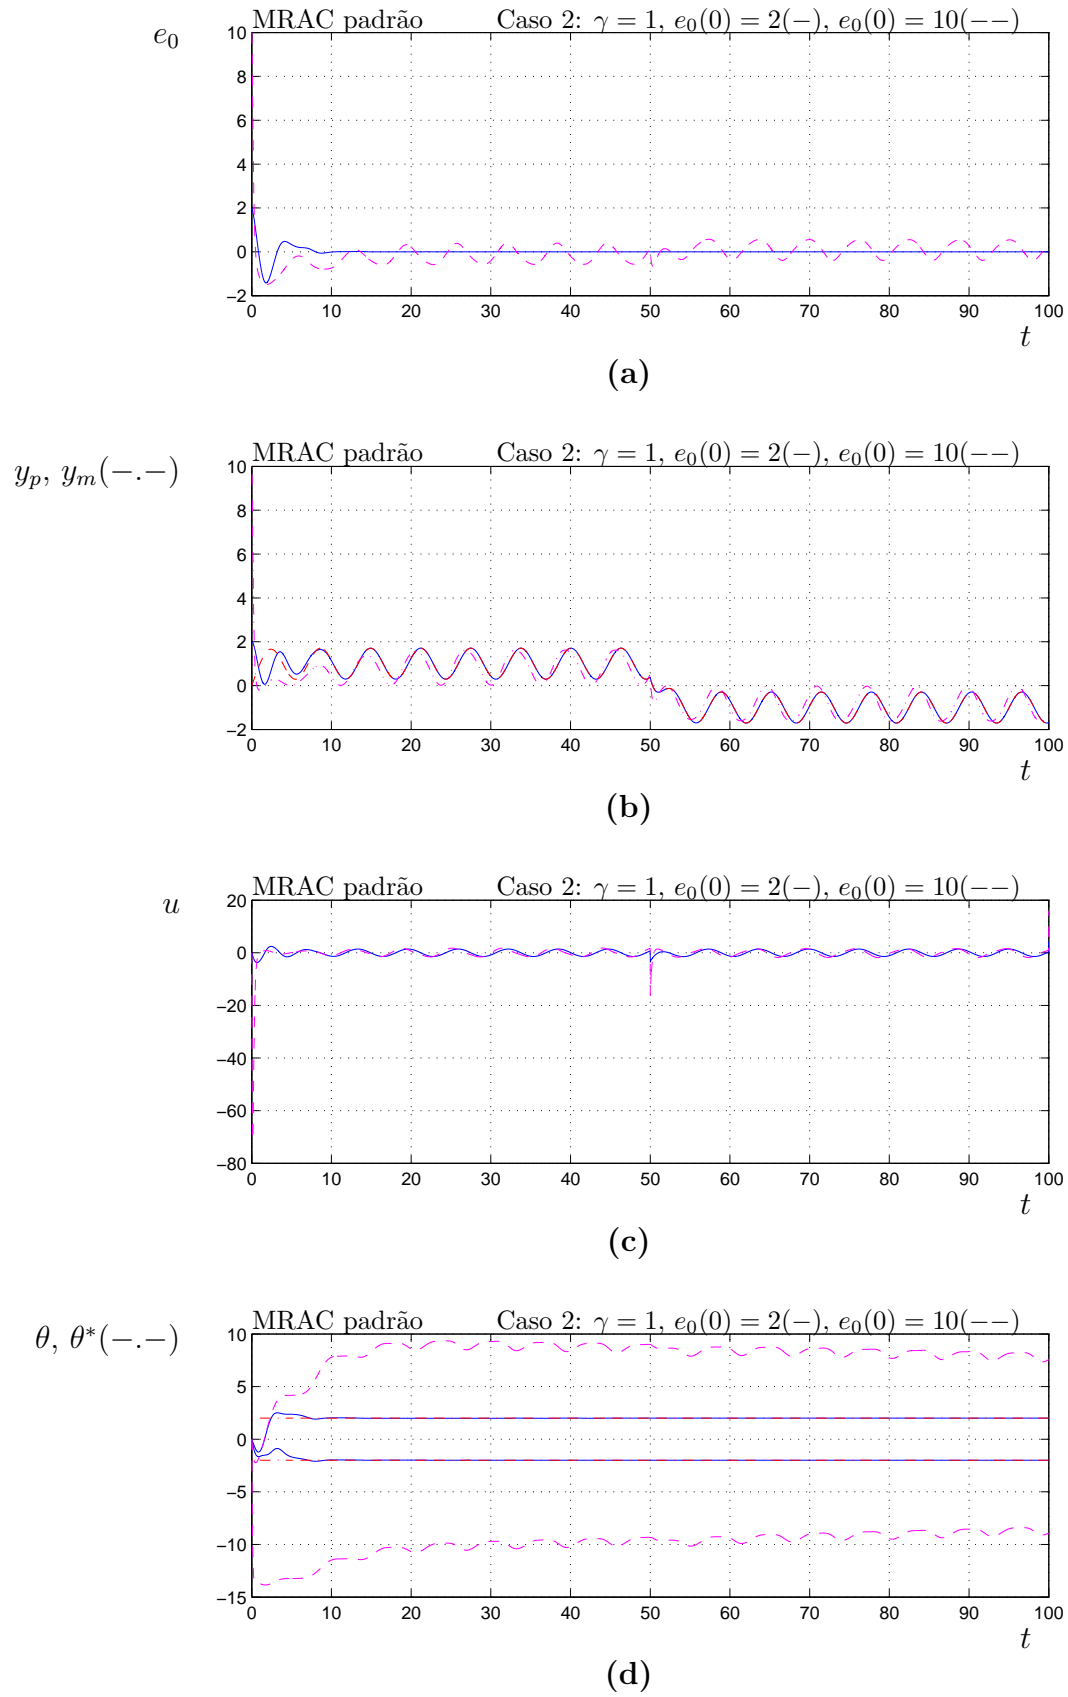 MRAC padrão Caso 2: γ = 1, e₀(0) = 2(−), e₀(0) = 10(−−)
e₀
10
8
6
4
2
0
−2
0 10 20 30 40 50 60 70 80 90 100
t
(a)
MRAC padrão Caso 2: γ = 1, e₀(0) = 2(−), e₀(0) = 10(−−)
yₚ, yₘ(−.−)
10
8
6
4
2
0
−2
0 10 20 30 40 50 60 70 80 90 100
t
(b)
MRAC padrão Caso 2: γ = 1, e₀(0) = 2(−), e₀(0) = 10(−−)
u
20
0
−20
−40
−60
−80
0 10 20 30 40 50 60 70 80 90 100
t
(c)
MRAC padrão Caso 2: γ = 1, e₀(0) = 2(−), e₀(0) = 10(−−)
θ, θ*(−.−)
10
5
0
−5
−10
−15
0 10 20 30 40 50 60 70 80 90 100
t
(d)